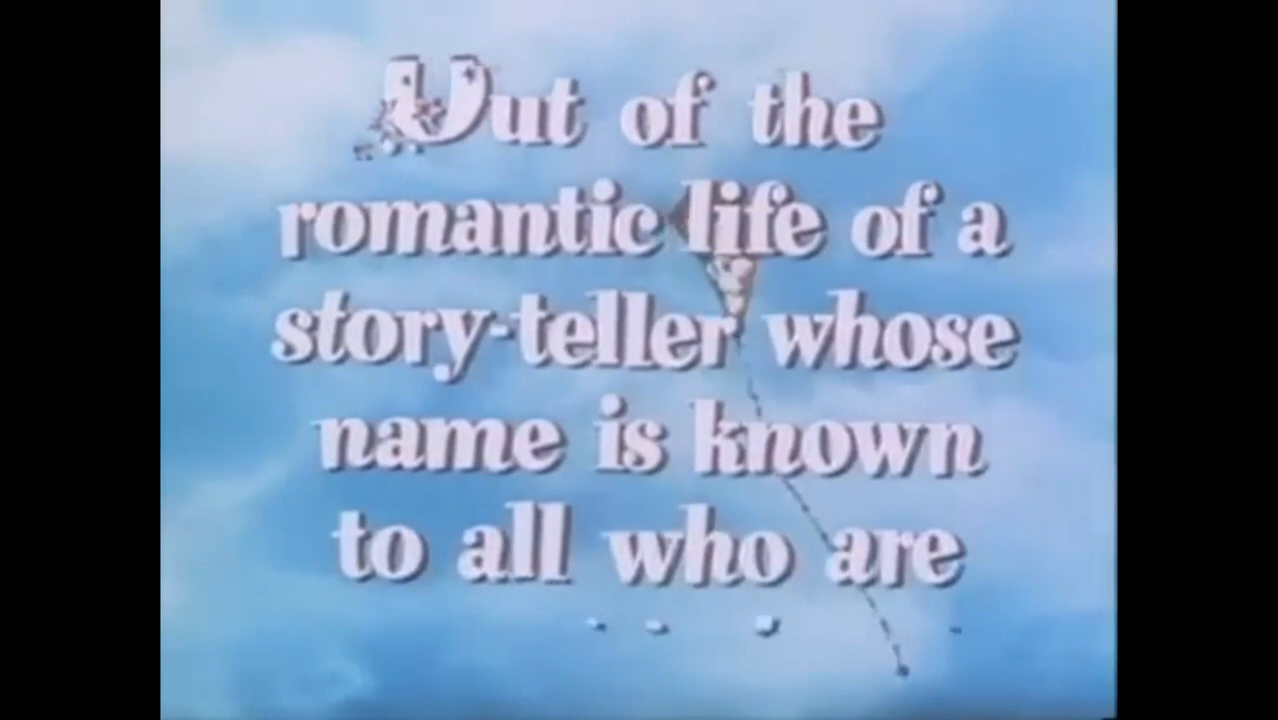 Out of the
romantic life of a
story-teller whose
name is known
to all who are